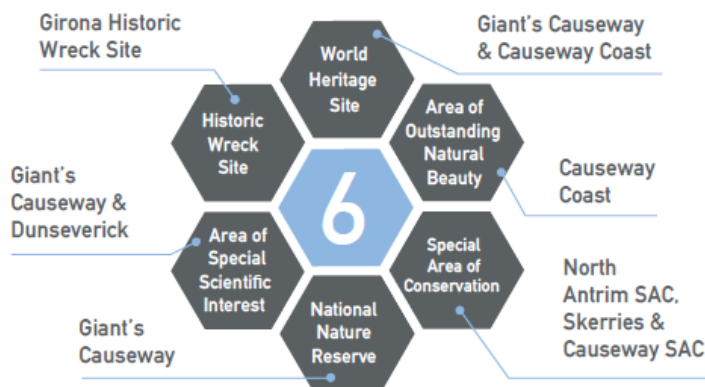 Girona Historic
Wreck Site
Giant's Causeway
& Causeway Coast
World
Heritage
Site
Historic
Wreck
Site
Area of
Outstanding
Natural
Beauty
Giant's
Causeway &
Dunseverick
6
Causeway
Coast
Area of
Special
Scientific
Interest
Special
Area of
Conservation
North
Antrim SAC,
Skerries &
Causeway SAC
National
Nature
Reserve
Giant's
Causeway